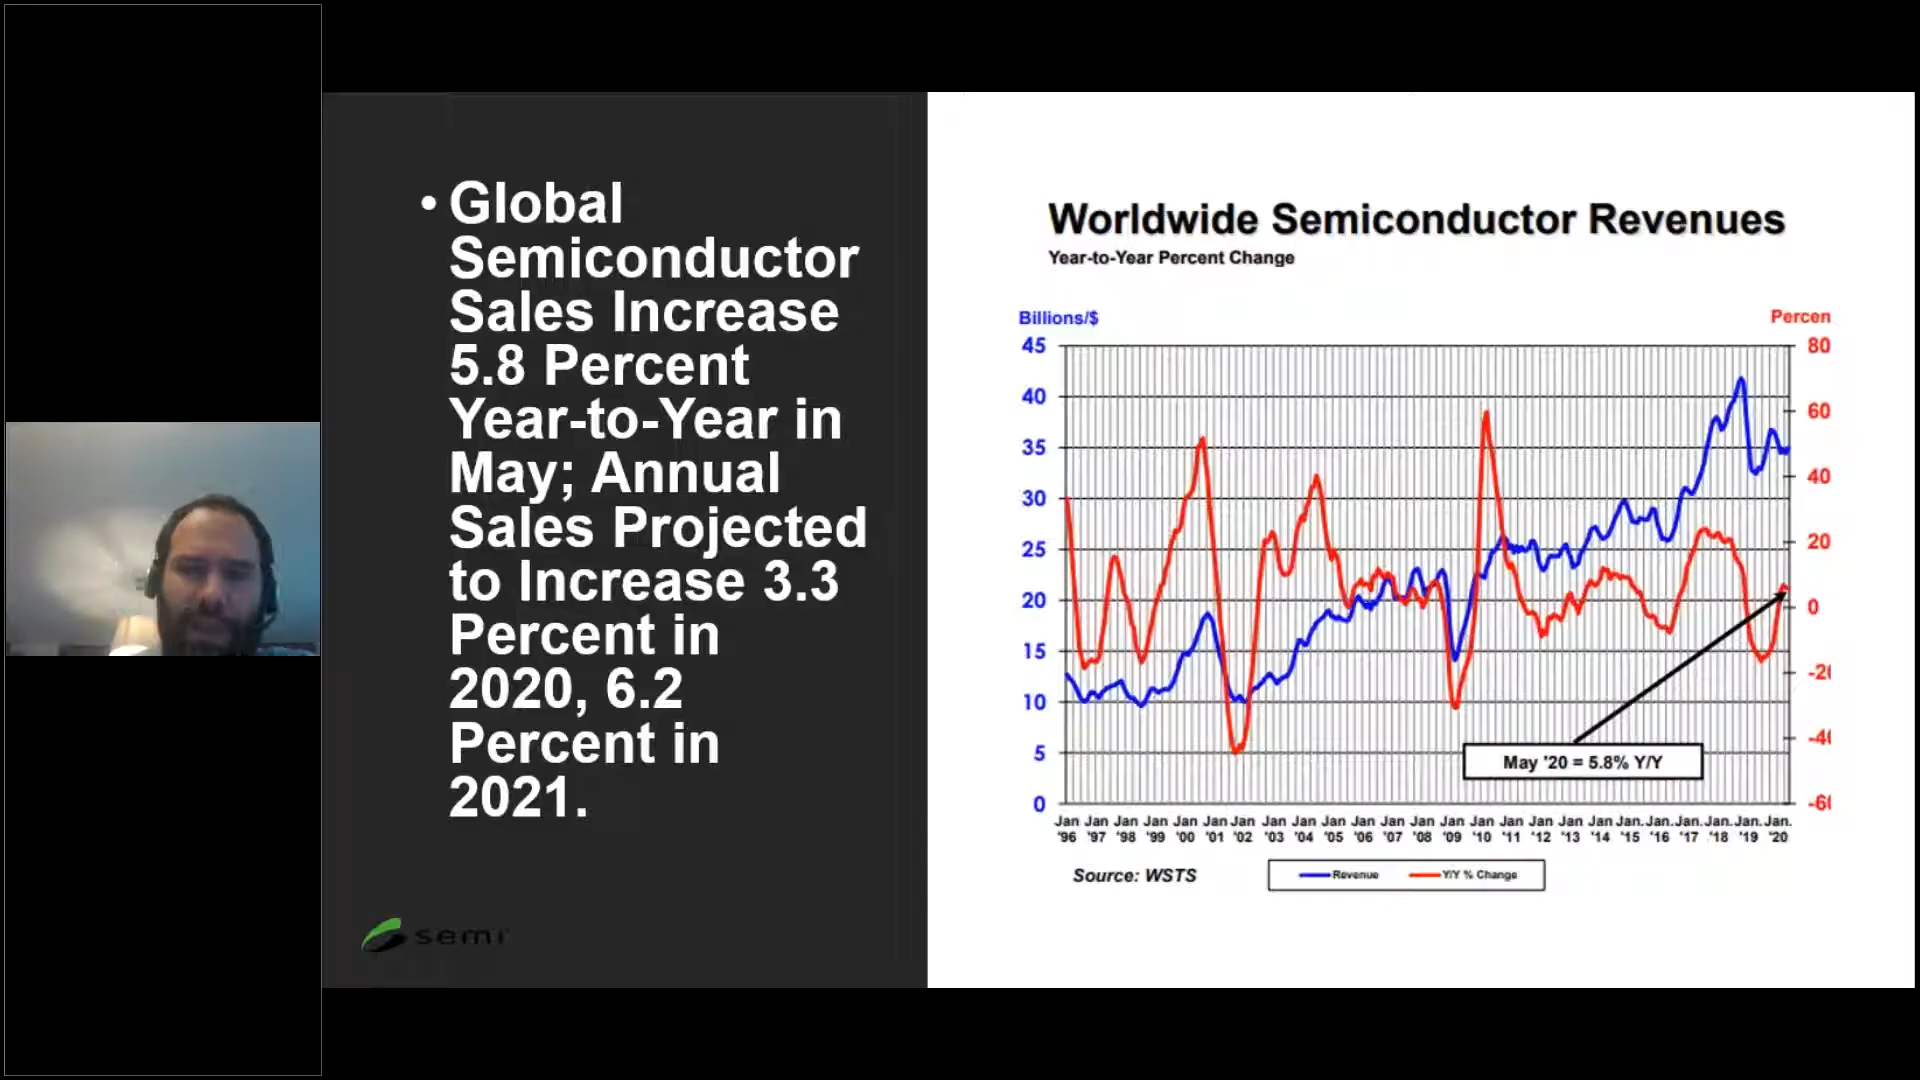 • Global
Semiconductor
Sales Increase
5.8 Percent
Year-to-Year in
May; Annual
Sales Projected
to Increase 3.3
Percent in
2020, 6.2
Percent in
2021.
semi
Worldwide Semiconductor Revenues
Year-to-Year Percent Change
Billions/$
Percen
45
40
35
30
25
20
15
10
5
0
80
60
40
20
0
-20
-40
-60
May '20 = 5.8% Y/Y
Jan Jan Jan Jan Jan Jan Jan Jan Jan Jan Jan Jan Jan Jan Jan Jan Jan Jan Jan Jan. Jan. Jan. Jan. Jan. Jan.
'96 '97 '98 '99 '00 '01 '02 '03 '04 '05 '06 '07 '08 '09 '10 '11 '12 '13 '14 '15 '16 '17 '18 '19 '20
Source: WSTS
Revenue
Y/Y % Change